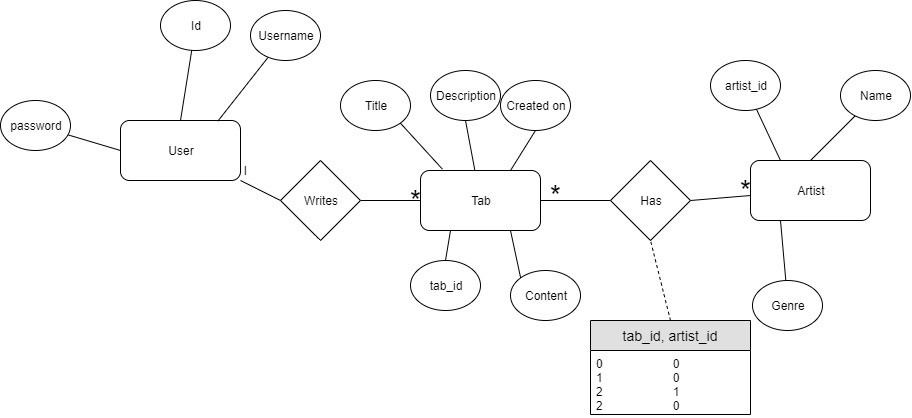 Id
Username
password
User
I
Writes
*
Title
Description
Created on
Tab
tab_id
Content
*
Has
*
artist_id
Name
Artist
Genre
tab_id, artist_id
0 0
1 0
2 1
2 0